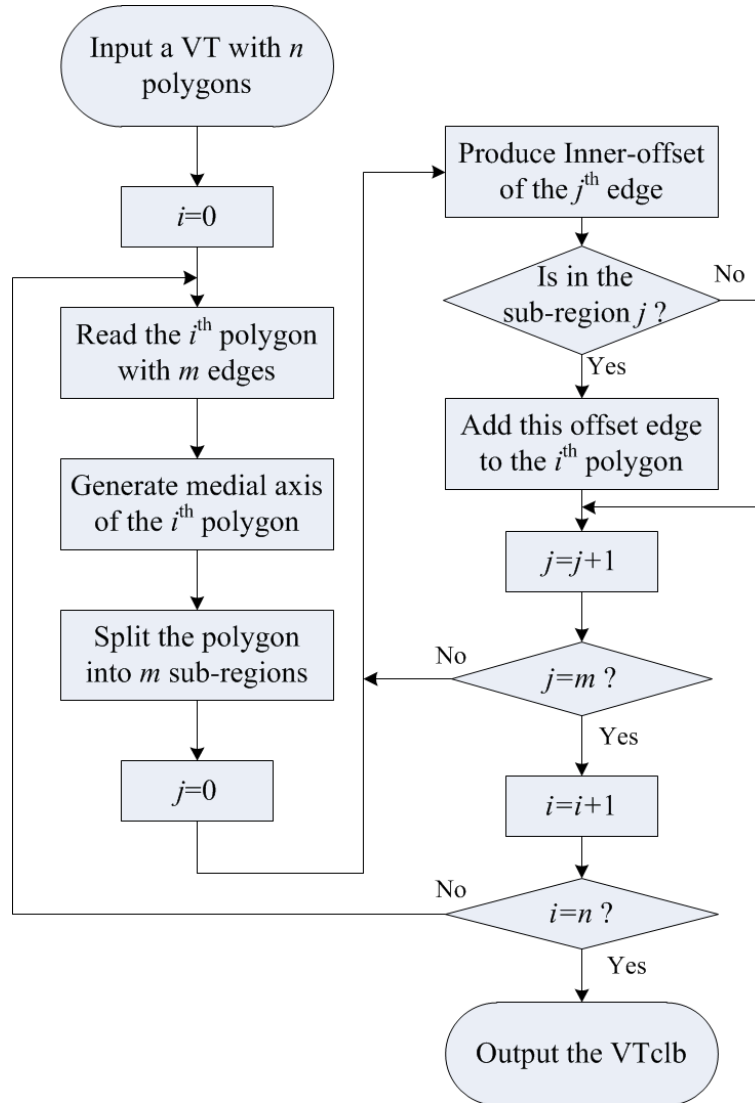 Input a VT with n
polygons
i=0
Read the ith polygon
with m edges
Generate medial axis
of the ith polygon
Split the polygon
into m sub-regions
j=0
Produce Inner-offset
of the jth edge
Is in the
sub-region j ?
No
Yes
Add this offset edge
to the ith polygon
j=j+1
j=m ?
No
Yes
i=i+1
i=n ?
No
Yes
Output the VTclb